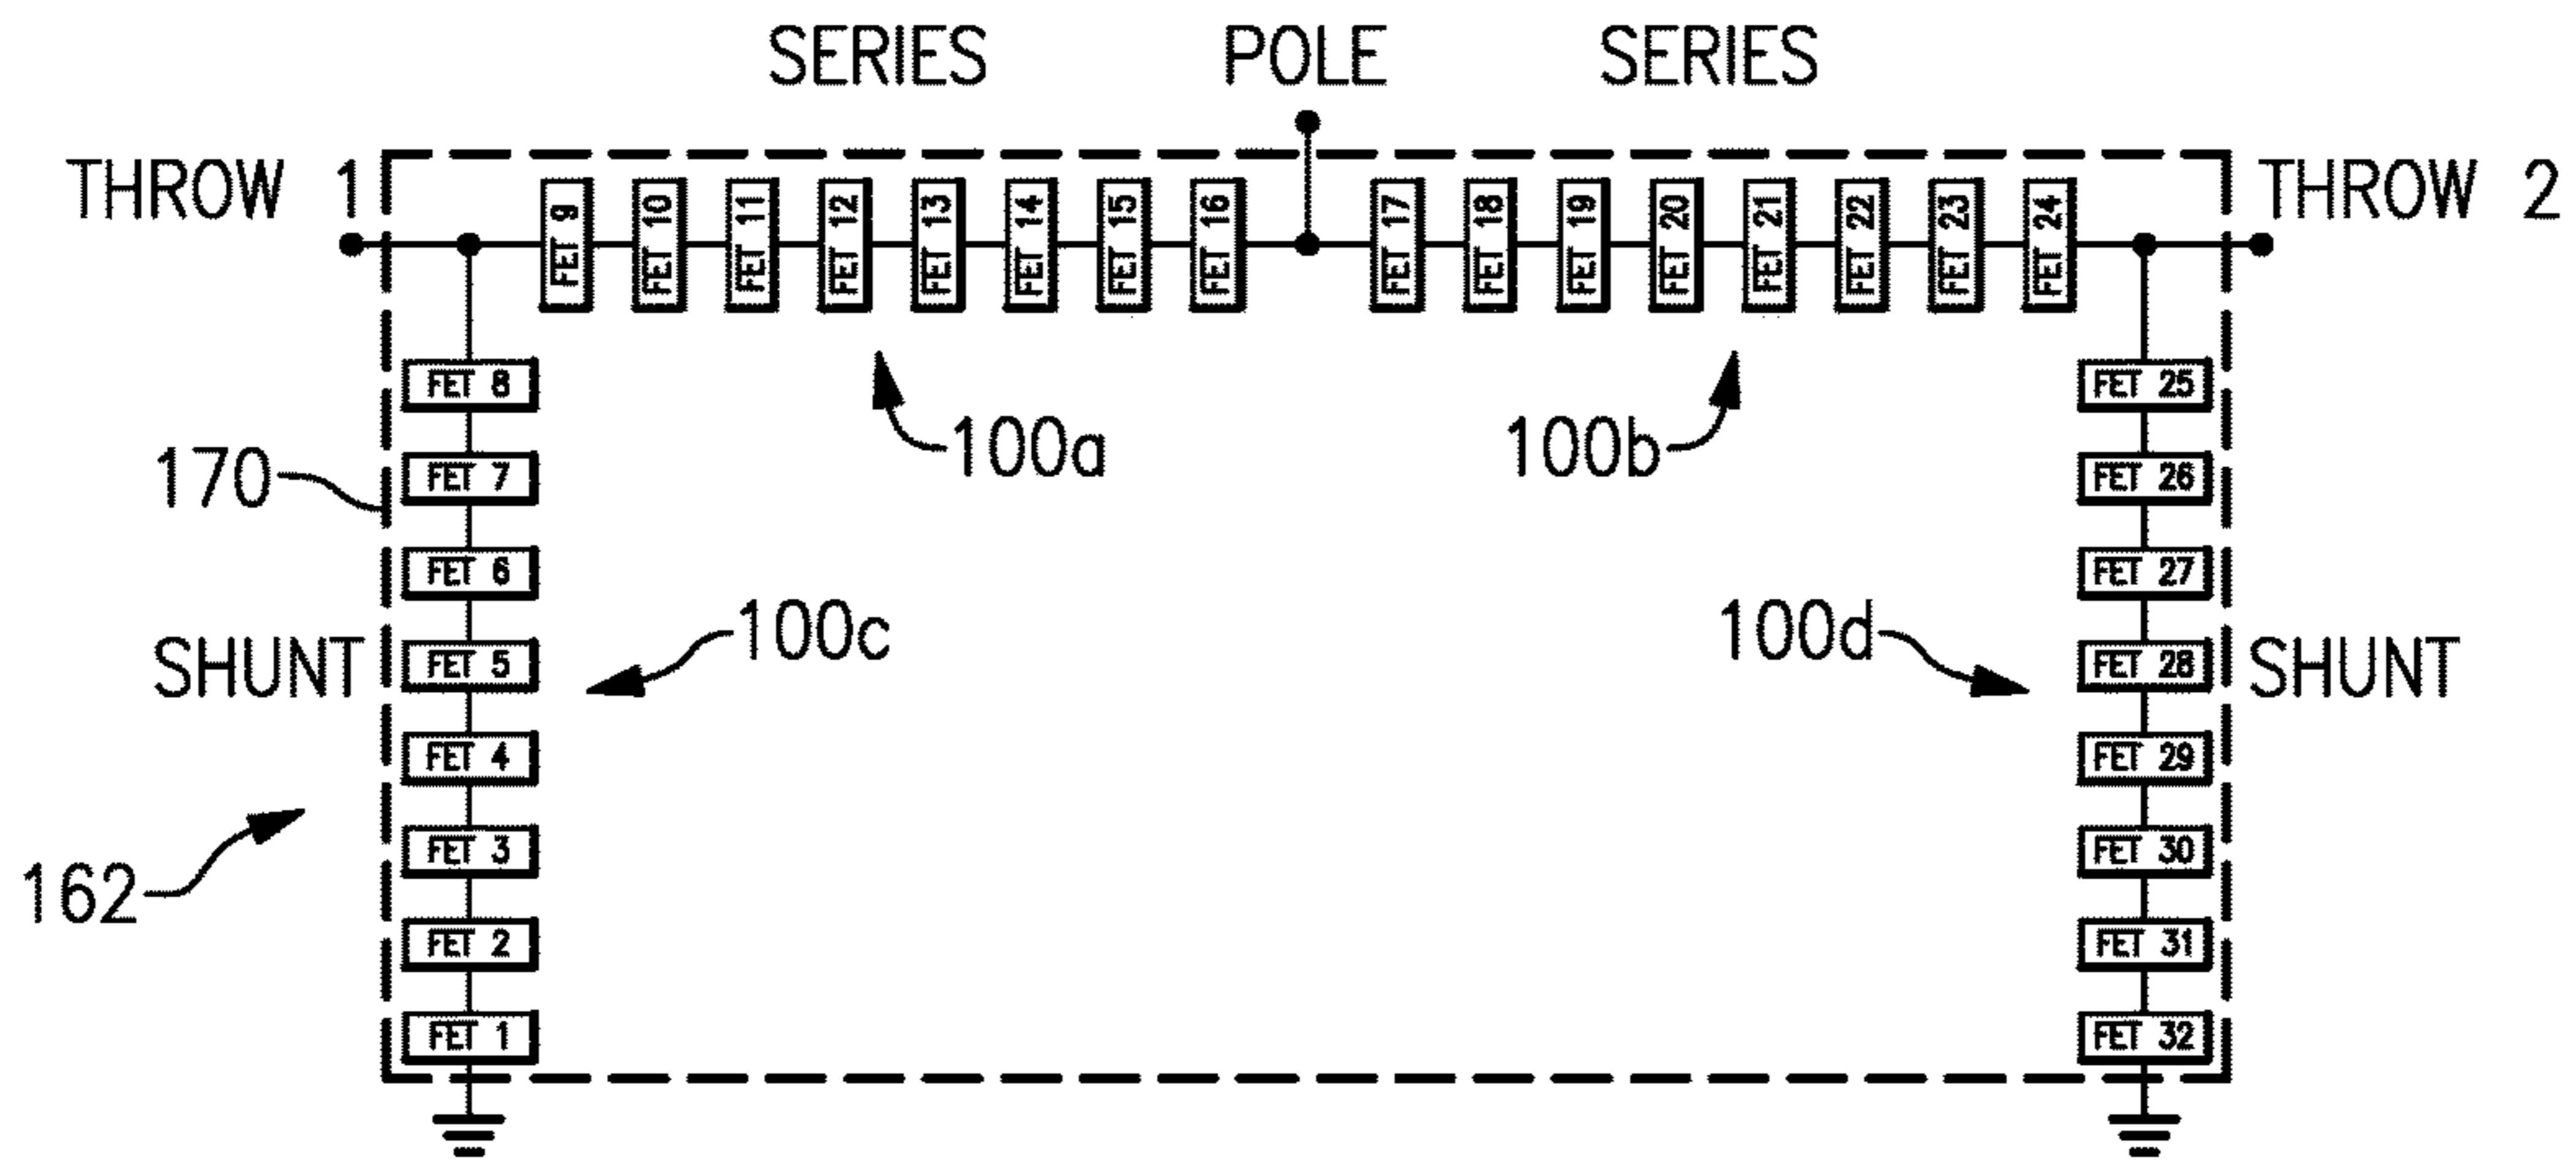 SERIES POLE SERIES
THROW 1 THROW 2
FET 9 FET 10 FET 11 FET 12 FET 13 FET 14 FET 15 FET 16 FET 17 FET 18 FET 19 FET 20 FET 21 FET 22 FET 23 FET 24
FET 8 FET 25
100a 100b
170 FET 7 FET 26
FET 6 FET 27
100c 100d
SHUNT FET 5 FET 28 SHUNT
FET 4 FET 29
FET 3 FET 30
162
FET 2 FET 31
FET 1 FET 32